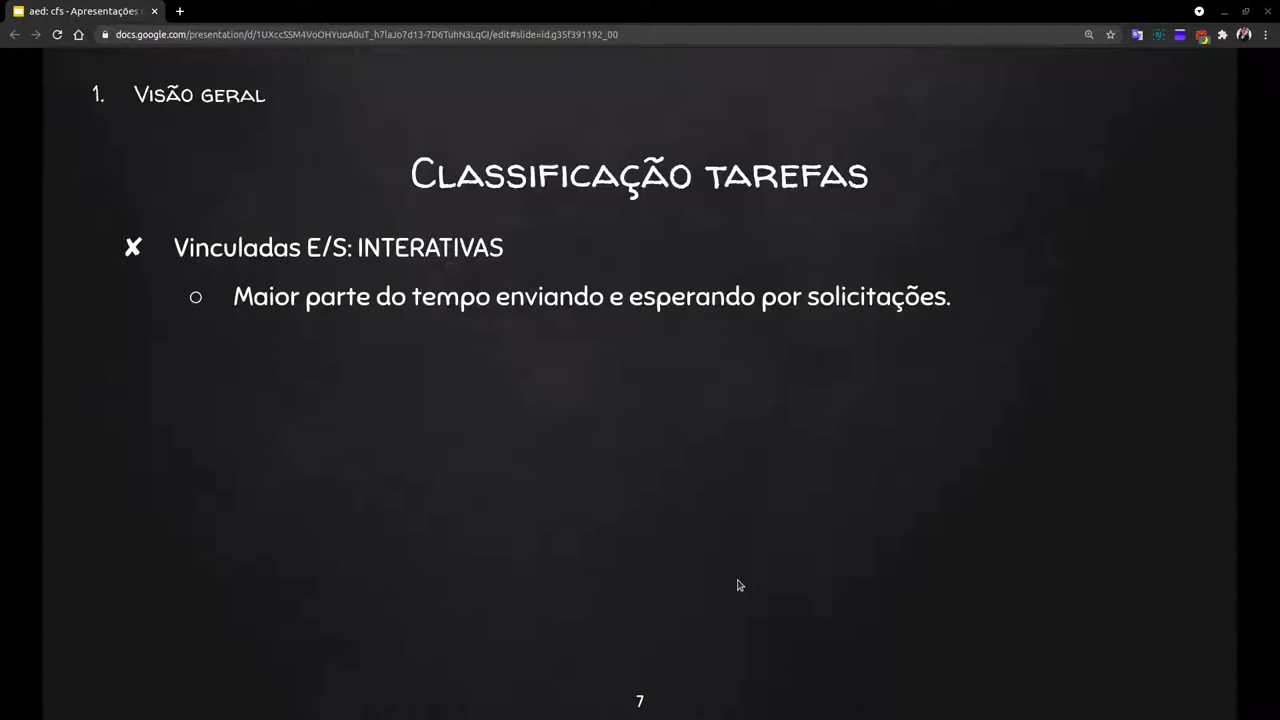 aed: cfs - Apresentações
docs.google.com/presentation/d/1UXccSSM4VoOHYuoA0uT_h7laJo7d13-7D6TuhN3LqGI/edit#slide=id.g35f391192_00
1. Visão geral
Classificação tarefas
✘ Vinculadas E/S: INTERATIVAS
○ Maior parte do tempo enviando e esperando por solicitações.
7